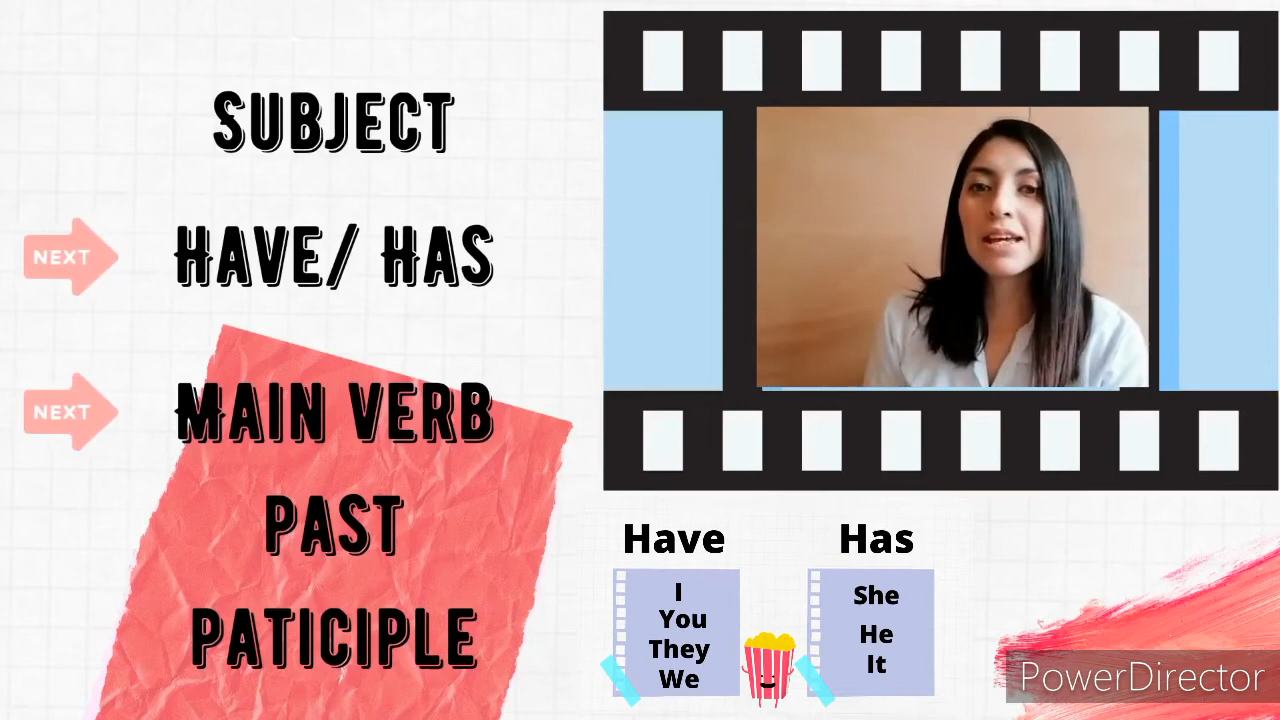 SUBJECT
NEXT
HAVE/ HAS
NEXT
MAIN VERB
PAST
PATICIPLE
Have
I
You
They
We
Has
She
He
It
PowerDirector